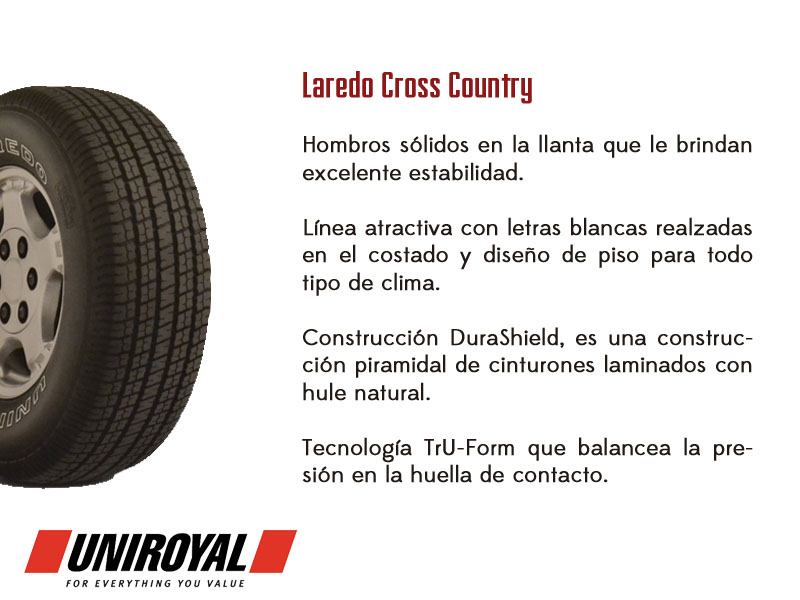 Laredo Cross Country
Hombros sólidos en la llanta que le brindan
excelente estabilidad.
Línea atractiva con letras blancas realzadas
en el costado y diseño de piso para todo
tipo de clima.
Construcción DuraShield, es una construc-
ción piramidal de cinturones laminados con
hule natural.
Tecnología TrU-Form que balancea la pre-
sión en la huella de contacto.
UNIROYAL
FOR EVERYTHING YOU VALUE